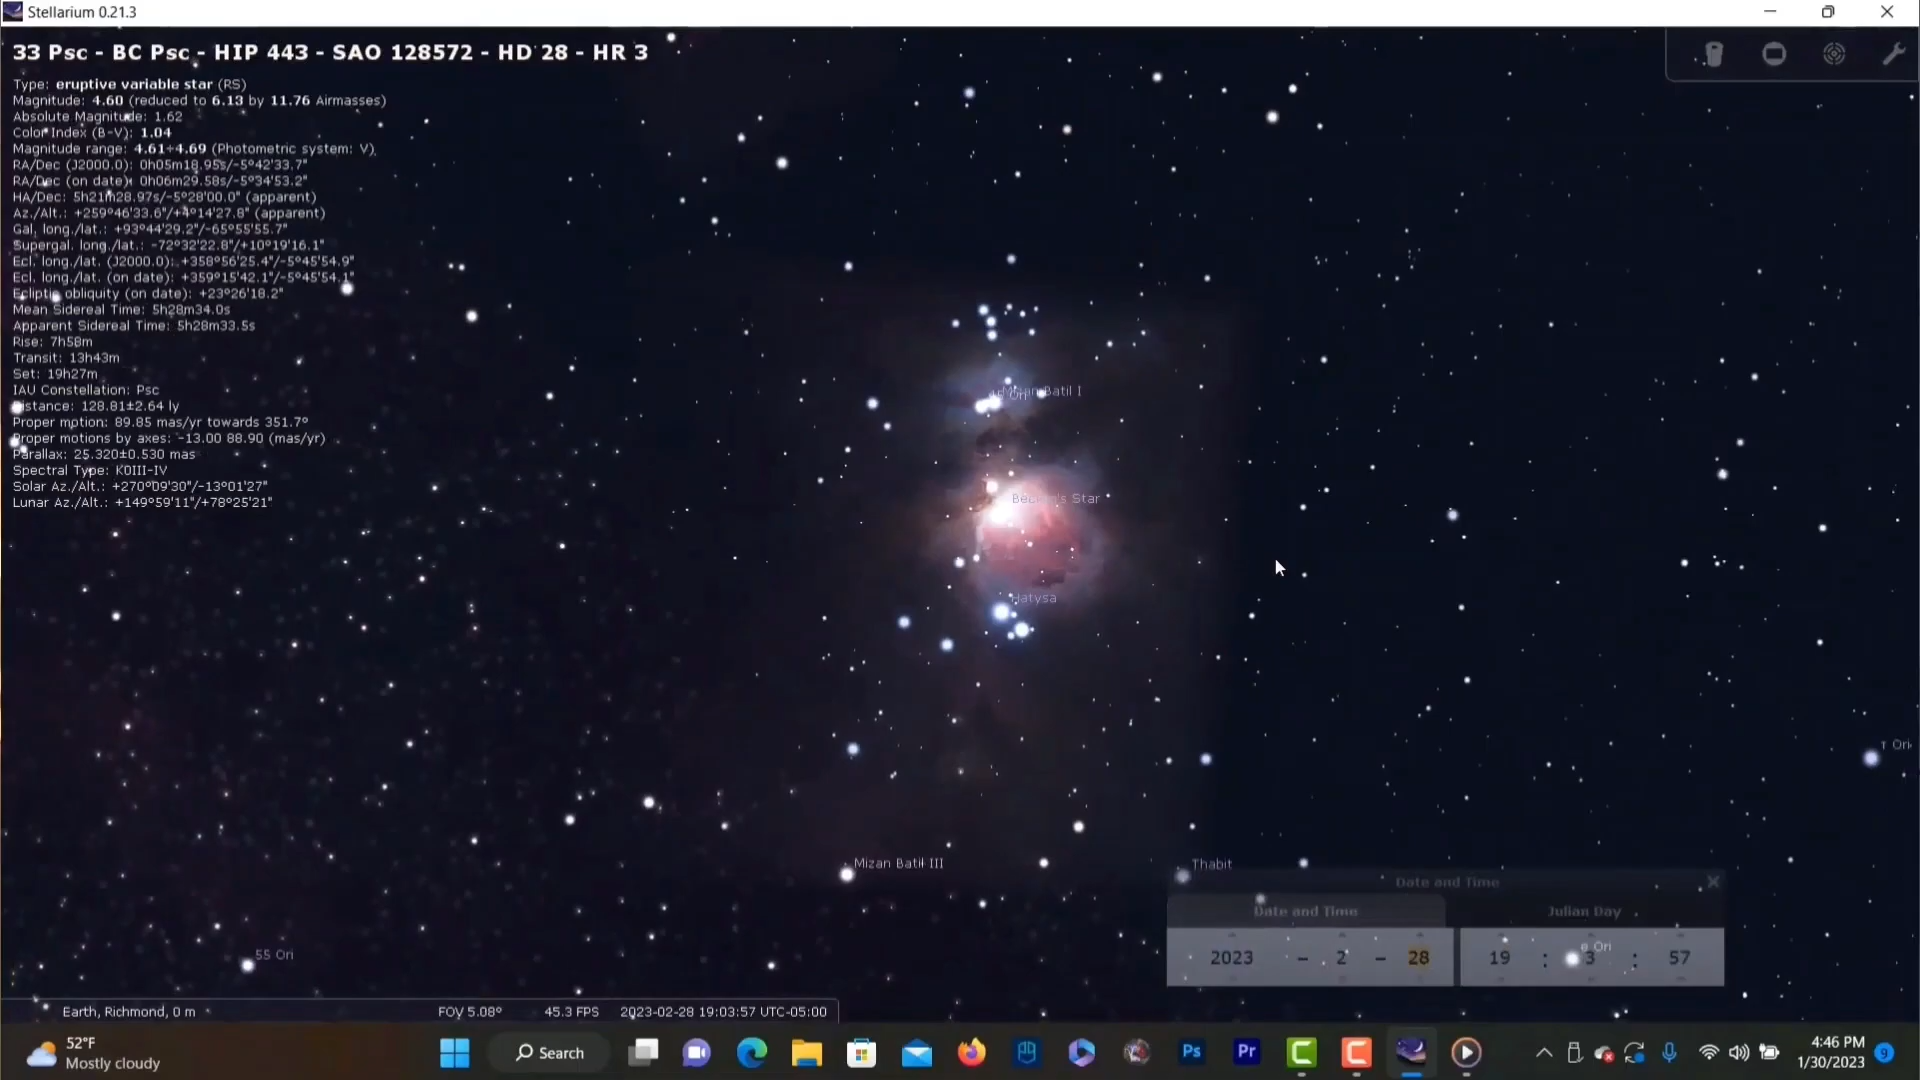 Stellarium 0.21.3
33 Psc - BC Psc - HIP 443 - SAO 128572 - HD 28 - HR 3
Type: eruptive variable star (RS)
Magnitude: 4.60 (reduced to 6.13 by 11.76 Airmasses)
Absolute Magnitude: 1.62
Color Index (B-V): 1.04
Magnitude range: 4.61÷4.69 (Photometric system: V)
RA/Dec (J2000.0): 0h05m18.95s/-5°42'33.7"
RA/Dec (on date): 0h06m29.58s/-5°34'53.2"
HA/Dec: 5h21m28.97s/-5°28'00.0" (apparent)
Az./Alt.: +259°46'33.6"/+4°14'27.8" (apparent)
Gal. long./lat.: +93°44'29.2"/-65°55'55.7"
Supergal. long./lat.: -72°32'22.8"/+10°19'16.1"
Ecl. long./lat. (J2000.0): +358°56'25.4"/-5°45'54.9"
Ecl. long./lat. (on date): +359°15'42.1"/-5°45'54.1"
Ecliptic obliquity (on date): +23°26'18.2"
Mean Sidereal Time: 5h28m34.0s
Apparent Sidereal Time: 5h28m33.5s
Rise: 7h58m
Transit: 13h43m
Set: 19h27m
IAU Constellation: Psc
Distance: 128.81±2.64 ly
Proper motion: 89.85 mas/yr towards 351.7°
Proper motions by axes: -13.00 88.90 (mas/yr)
Parallax: 25.320±0.530 mas
Spectral Type: K0III-IV
Solar Az./Alt.: +270°09'30"/-13°01'27"
Lunar Az./Alt.: +149°59'11"/+78°25'21"
Mizan Batil I
Ori
Star
Hatysa
Ori
Mizan Batil III
Thabit
55 Ori
Date and Time
Date and Time
Julian Day
2023 - 2 - 28
19 : 3 : 57
e Ori
Earth, Richmond, 0 m
FOV 5.08°
45.3 FPS
2023-02-28 19:03:57 UTC-05:00
52°F
Mostly cloudy
Search
Ps
Pr
4:46 PM
1/30/2023
9